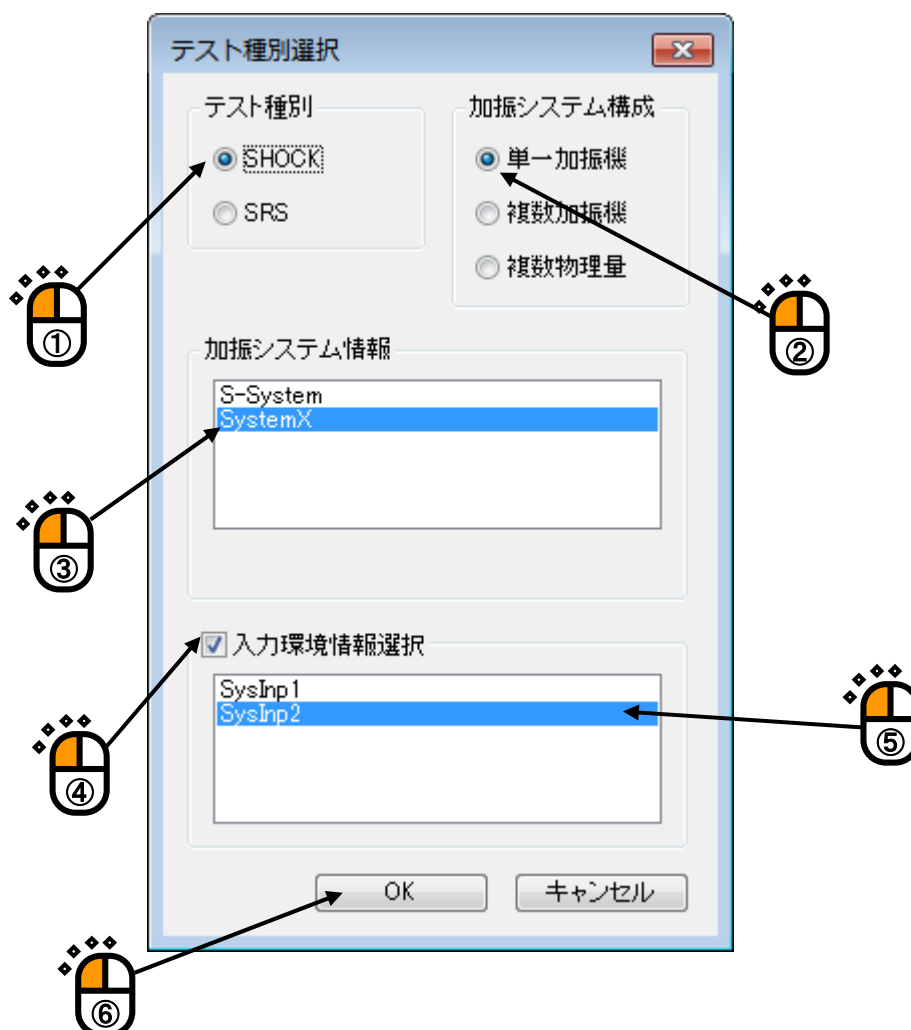 テスト種別選択
テスト種別
SHOCK
SRS
加振システム構成
単一加振機
複数加振機
複数物理量
①
②
加振システム情報
S-System
SystemX
③
入力環境情報選択
SysInp1
SysInp2
④
⑤
OK
キャンセル
⑥